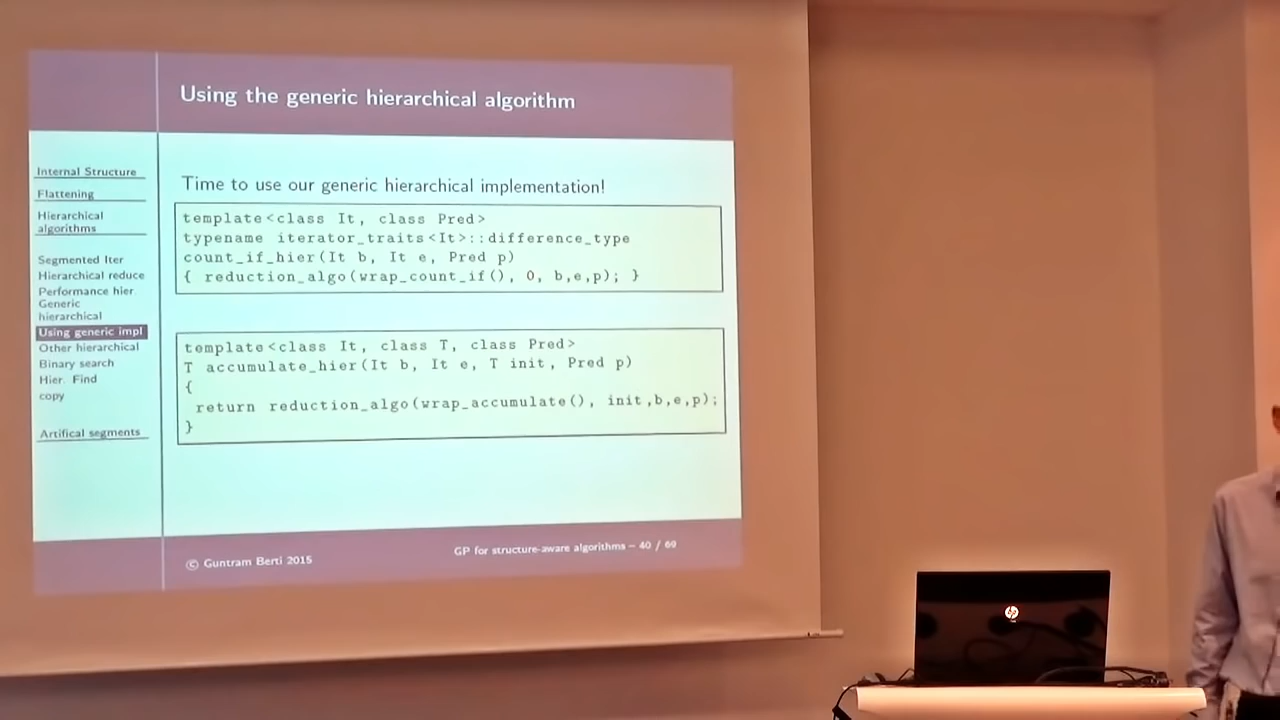 Using the generic hierarchical algorithm
Internal Structure
Flattening
Hierarchical
algorithms
Segmented Iter
Hierarchical reduce
Performance hier
Generic
hierarchical
Using generic impl
Other hierarchical
Binary search
Hier. Find
copy
Artifical segments
Time to use our generic hierarchical implementation!
template<class It, class Pred>
typename iterator_traits<It>::difference_type
count_if_hier(It b, It e, Pred p)
{ reduction_algo(wrap_count_if(), 0, b,e,p); }
template<class It, class T, class Pred>
T accumulate_hier(It b, It e, T init, Pred p)
{
return reduction_algo(wrap_accumulate(), init,b,e,p);
}
© Guntram Berti 2015
GP for structure-aware algorithms – 40 / 69
hp